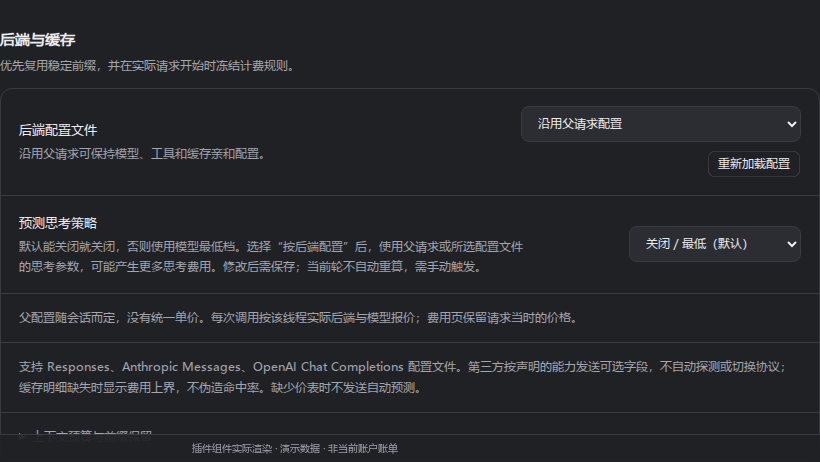 后端与缓存
优先复用稳定前缀，并在实际请求开始时冻结计费规则。
后端配置文件
沿用父请求可保持模型、工具和缓存亲和配置。
沿用父请求配置
重新加载配置
预测思考策略
默认能关闭就关闭，否则使用模型最低档。选择“按后端配置”后，使用父请求或所选配置文件
的思考参数，可能产生更多思考费用。修改后需保存；当前轮不自动重算，需手动触发。
关闭 / 最低（默认）
父配置随会话而定，没有统一单价。每次调用按该线程实际后端与模型报价；费用页保留请求当时的价格。
支持 Responses、Anthropic Messages、OpenAI Chat Completions 配置文件。第三方按声明的能力发送可选字段，不自动探测或切换协议；
缓存明细缺失时显示费用上界，不伪造命中率。缺少价表时不发送自动预测。
插件组件实际渲染 · 演示数据 · 非当前账户账单